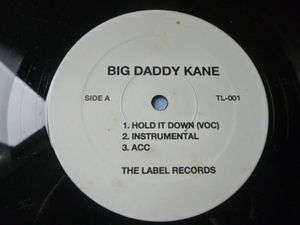 BIG DADDY KANE
SIDE A TL-001
1. HOLD IT DOWN (VOC)
2. INSTRUMENTAL
3. ACC
THE LABEL RECORDS